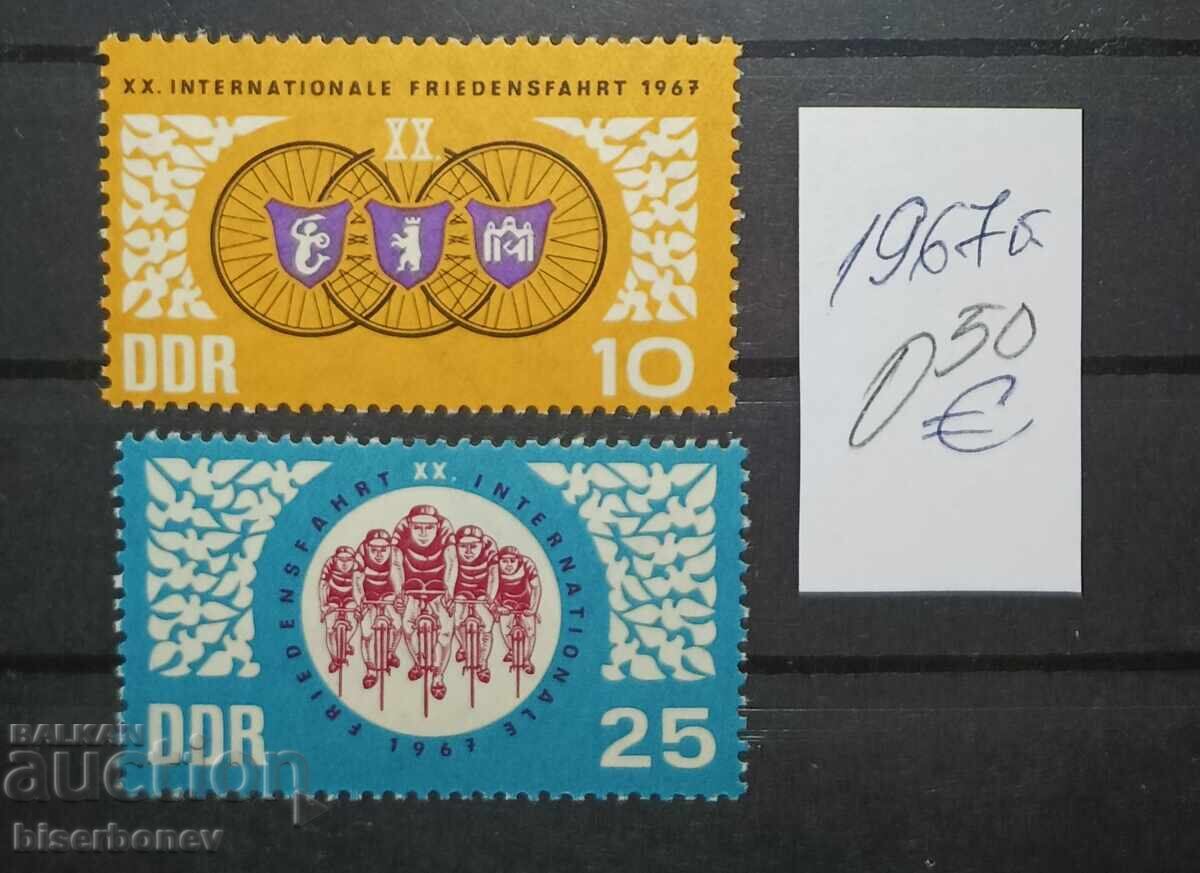 XX. INTERNATIONALE FRIEDENSFAHRT 1967
XX.
DDR
10
XX. INTERNATIONALE FRIEDENSFAHRT
1967
DDR
25
1967г.
0 50
€
BALKAN
auction
biserbonev